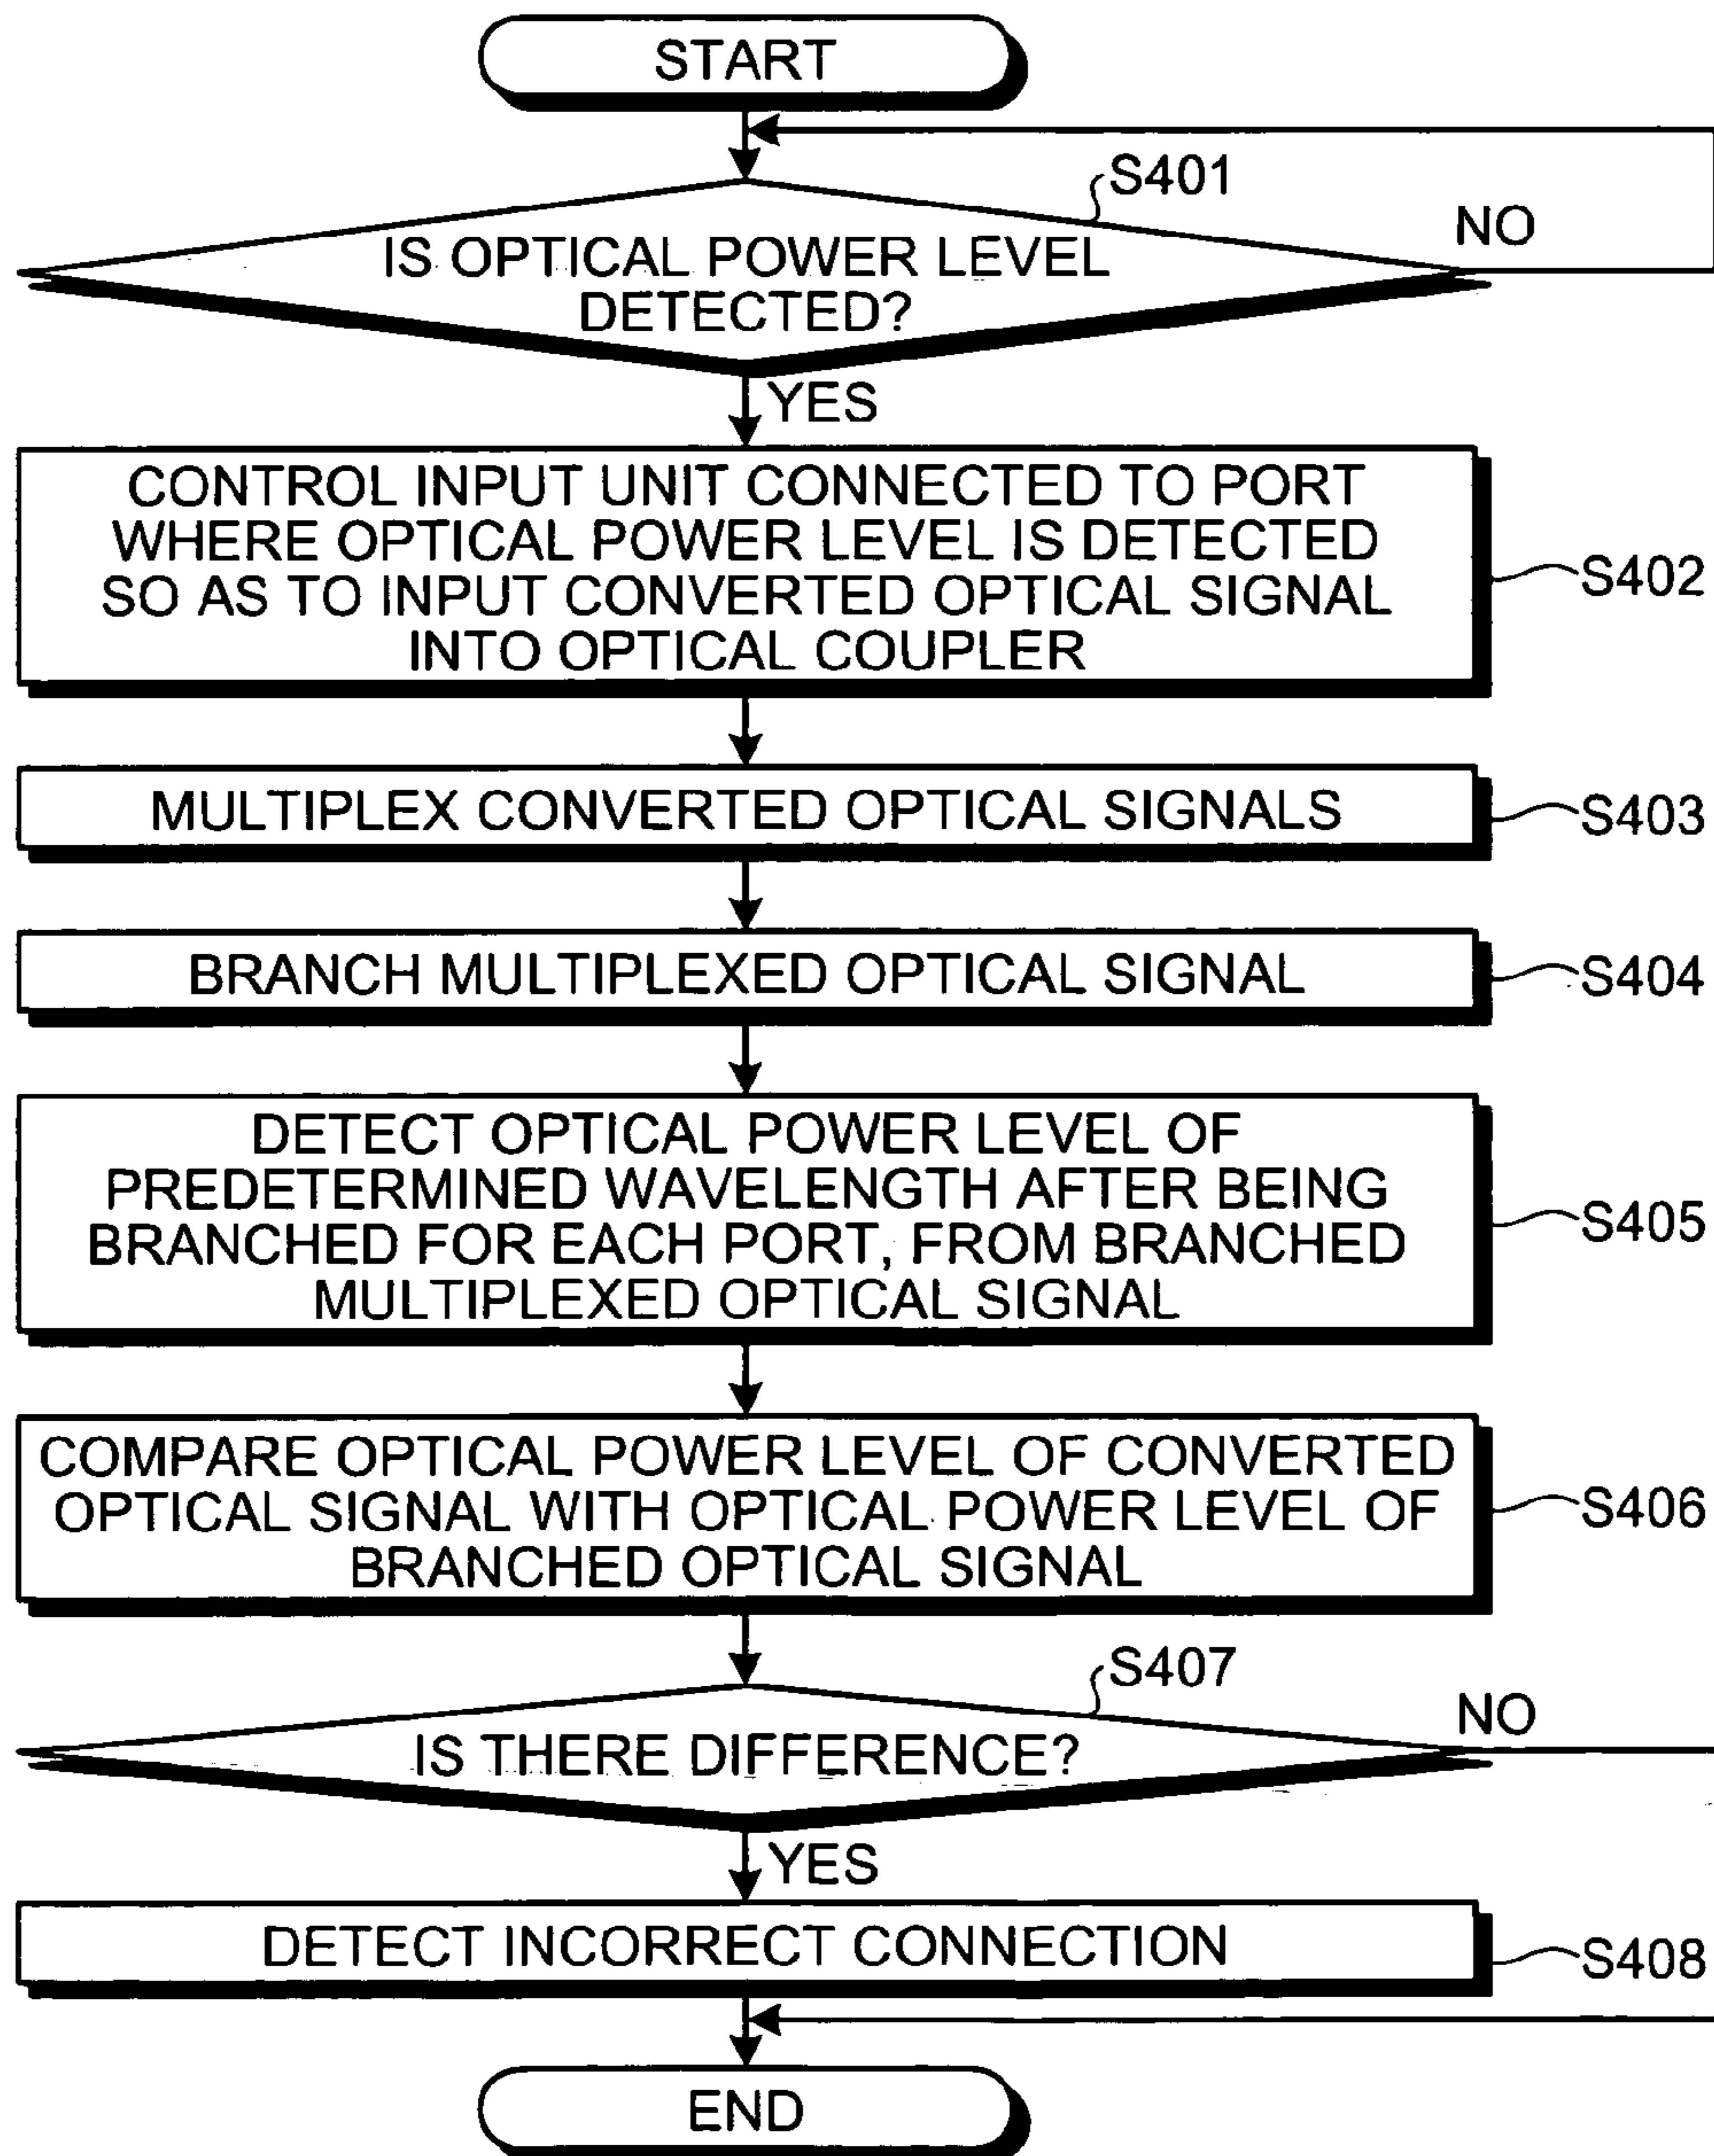 START
S401
NO
IS OPTICAL POWER LEVEL
DETECTED?
YES
CONTROL INPUT UNIT CONNECTED TO PORT
WHERE OPTICAL POWER LEVEL IS DETECTED
SO AS TO INPUT CONVERTED OPTICAL SIGNAL
INTO OPTICAL COUPLER
S402
MULTIPLEX CONVERTED OPTICAL SIGNALS
S403
BRANCH MULTIPLEXED OPTICAL SIGNAL
S404
DETECT OPTICAL POWER LEVEL OF
PREDETERMINED WAVELENGTH AFTER BEING
BRANCHED FOR EACH PORT, FROM BRANCHED
MULTIPLEXED OPTICAL SIGNAL
S405
COMPARE OPTICAL POWER LEVEL OF CONVERTED
OPTICAL SIGNAL WITH OPTICAL POWER LEVEL OF
BRANCHED OPTICAL SIGNAL
S406
S407
NO
IS THERE DIFFERENCE?
YES
DETECT INCORRECT CONNECTION
S408
END